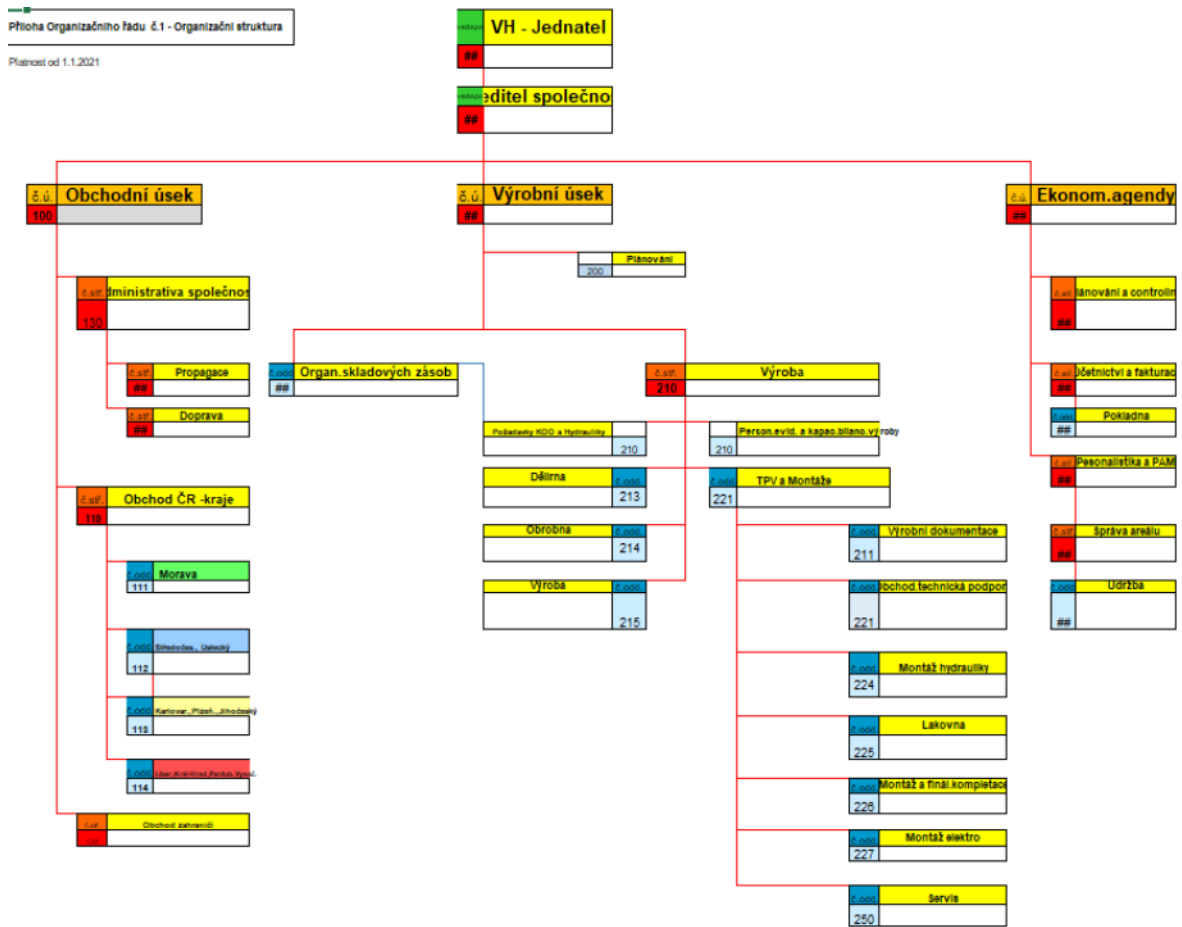 Příloha Organizačního řádu č.1 - Organizační struktura
Platnost od 1.1.2021
VH - Jednatel
##
editel společno
##
č.ú. Obchodní úsek
100
č.ú. Výrobní úsek
##
č.ú. Ekonom.agendy
##
Plánování
200
č.stř. dministrativa společnos
130
č.stř. Propagace
##
č.stř. Doprava
##
č.stř. Obchod ČR -kraje
110
č.odd. Morava
111
č.odd. Středočes., Ústecký
112
č.odd. Karlovar., Plzeň., Jihočeský
113
č.odd.
114
č.stř. Obchod zahraničí
č.odd. Organ.skladových zásob
##
č.stř. Výroba
210
Požadavky KOO a Hydrauliky
210
Person.evid. a kapac.bilanc.výroby
210
Dělirna č.odd.
213
č.odd. TPV a Montáže
221
Obrobna č.odd.
214
Výroba č.odd.
215
č.odd. Výrobní dokumentace
211
č.odd. Obchod.technická podpor
221
č.odd. Montáž hydrauliky
224
č.odd. Lakovna
225
č.odd. Montáž a finál.kompletace
226
č.odd. Montáž elektro
227
č.odd. Servis
250
č.stř. lánování a controlin
##
č.stř. Účetnictví a fakturac
##
č.odd. Pokladna
##
č.stř. Pesonalistika a PAM
##
č.stř. Správa areálu
##
č.odd. Údržba
##